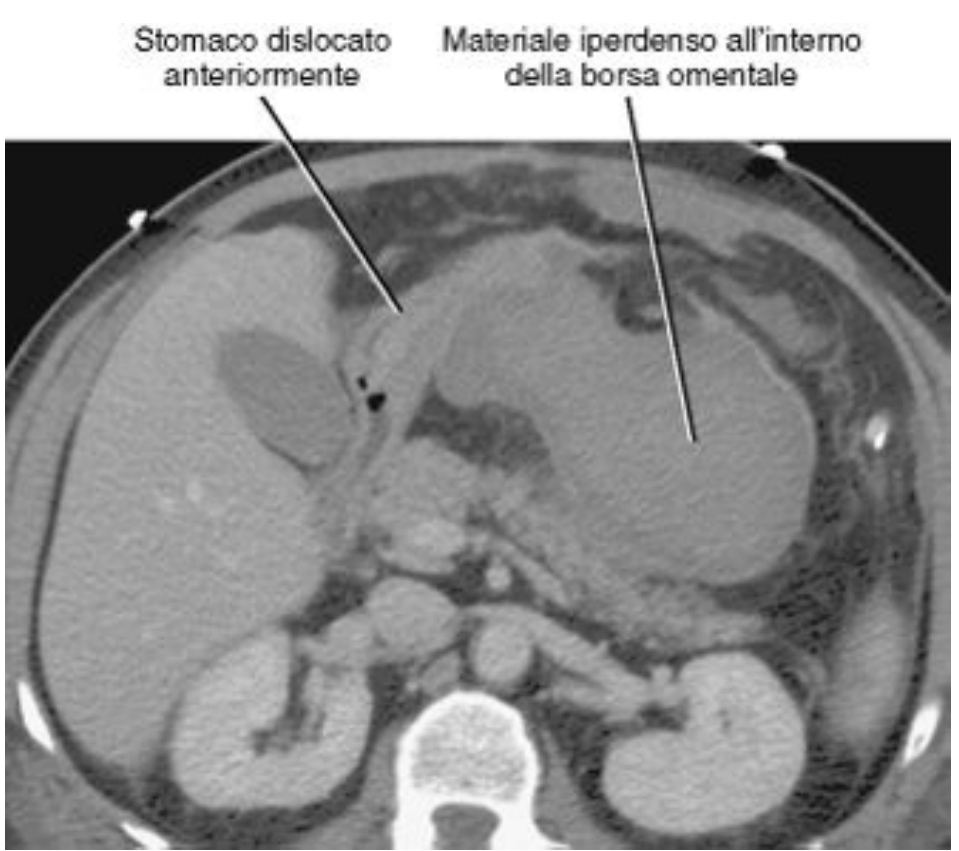 Stomaco dislocato
anteriormente
Materiale iperdenso all'interno
della borsa omentale